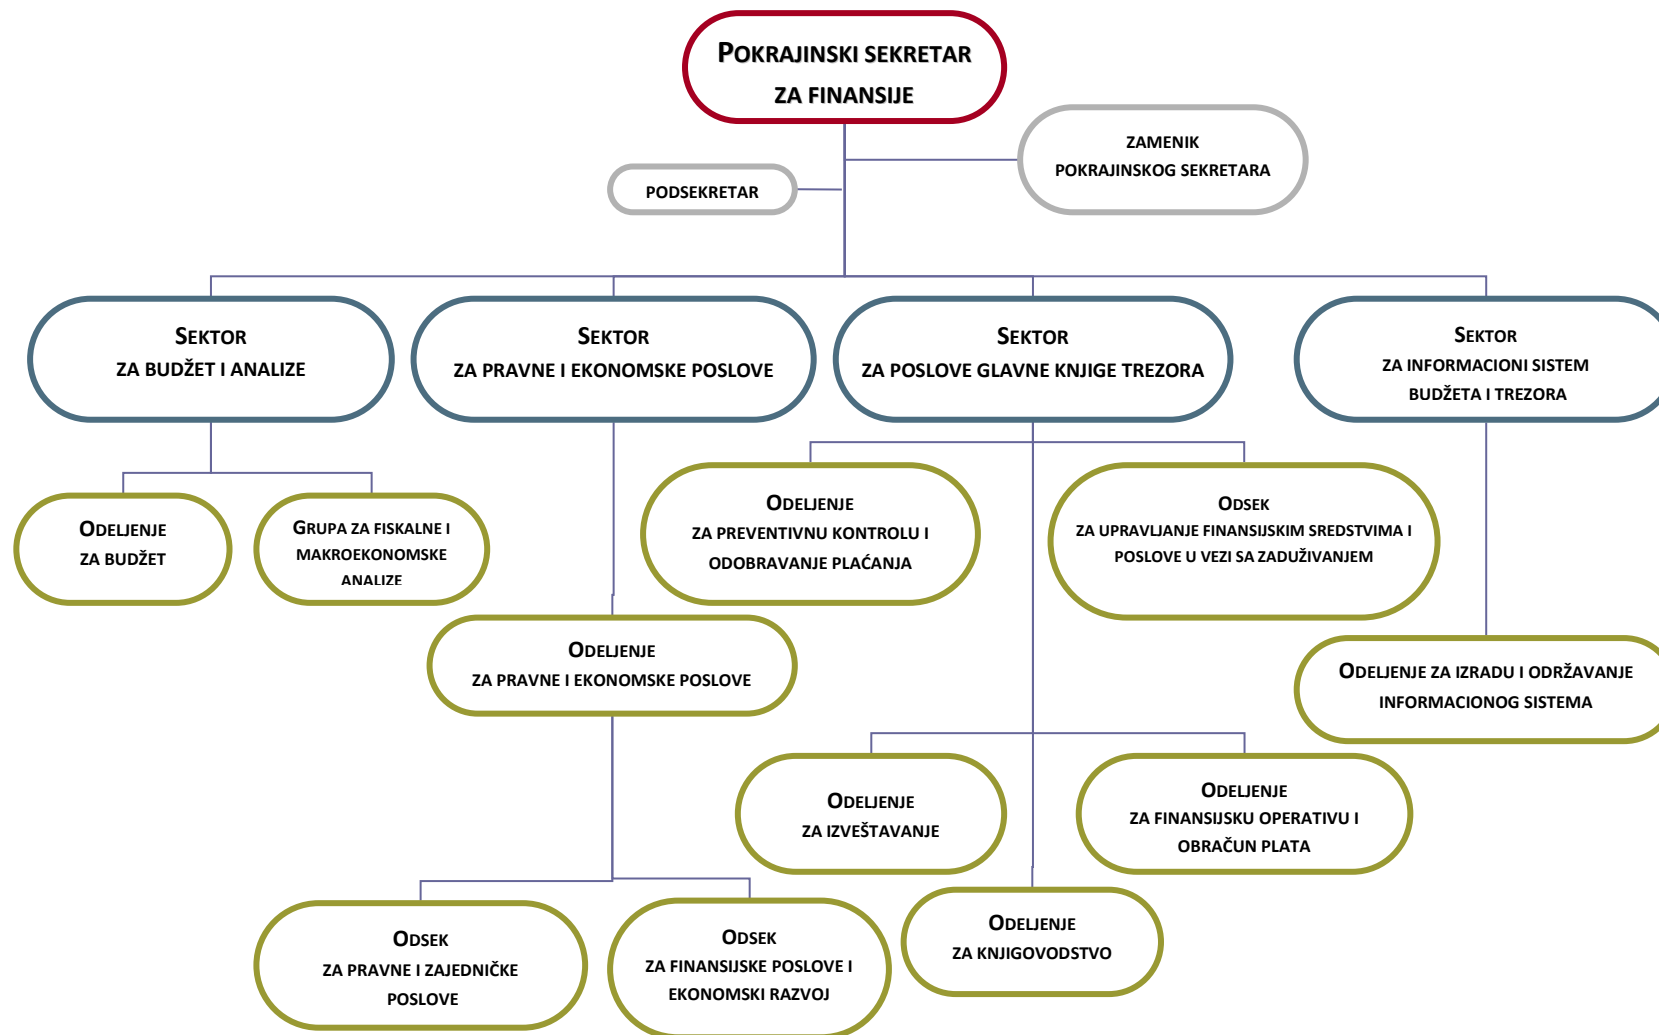 POKRAJINSKI SEKRETAR
ZA FINANSIJE
ZAMENIK
POKRAJINSKOG SEKRETARA
PODSEKRETAR
SEKTOR
ZA BUDŽET I ANALIZE
SEKTOR
ZA PRAVNE I EKONOMSKE POSLOVE
SEKTOR
ZA POSLOVE GLAVNE KNJIGE TREZORA
SEKTOR
ZA INFORMACIONI SISTEM
BUDŽETA I TREZORA
ODELJENJE
ZA BUDŽET
GRUPA ZA FISKALNE I
MAKROEKONOMSKE
ANALIZE
ODELJENJE
ZA PREVENTIVNU KONTROLU I
ODOBRAVANJE PLAĆANJA
ODSEK
ZA UPRAVLJANJE FINANSIJSKIM SREDSTVIMA I
POSLOVE U VEZI SA ZADUŽIVANJEM
ODELJENJE
ZA PRAVNE I EKONOMSKE POSLOVE
ODELJENJE ZA IZRADU I ODRŽAVANJE
INFORMACIONOG SISTEMA
ODELJENJE
ZA IZVEŠTAVANJE
ODELJENJE
ZA FINANSIJSKU OPERATIVU I
OBRAČUN PLATA
ODSEK
ZA PRAVNE I ZAJEDNIČKE
POSLOVE
ODSEK
ZA FINANSIJSKE POSLOVE I
EKONOMSKI RAZVOJ
ODELJENJE
ZA KNJIGOVODSTVO